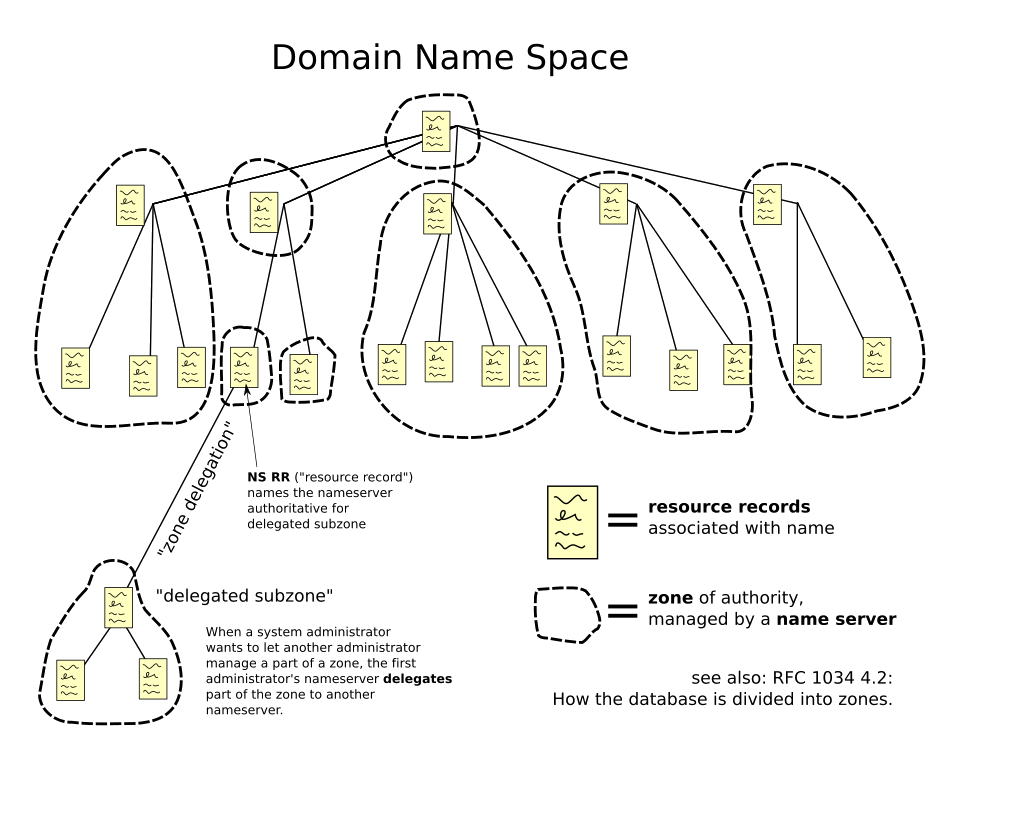 Domain Name Space
"zone delegation"
NS RR ("resource record")
names the nameserver
authoritative for
delegated subzone
resource records
associated with name
"delegated subzone"
zone of authority,
managed by a name server
When a system administrator
wants to let another administrator
manage a part of a zone, the first
administrator's nameserver delegates
part of the zone to another
nameserver.
see also: RFC 1034 4.2:
How the database is divided into zones.